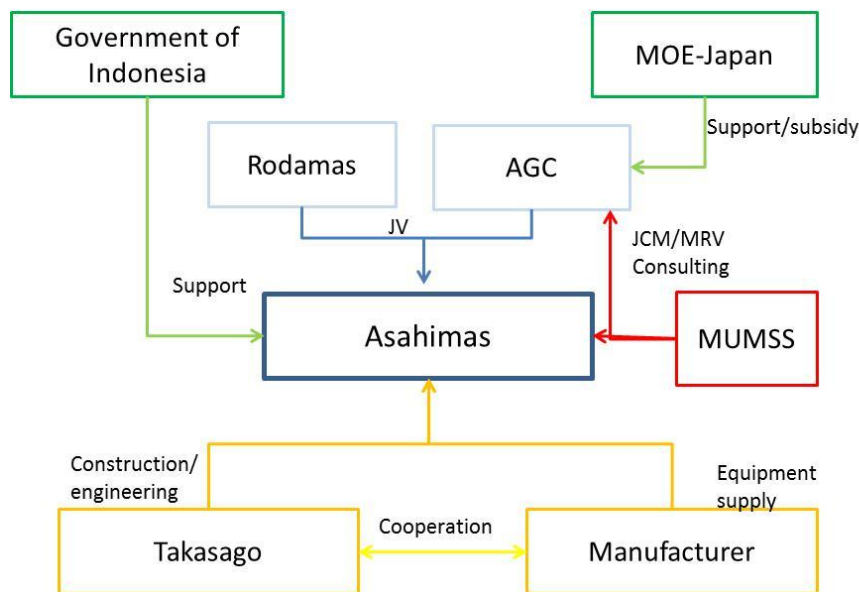 Government of
Indonesia
MOE-Japan
Support/subsidy
Rodamas
AGC
JV
JCM/MRV
Consulting
Support
Asahimas
MUMSS
Construction/
engineering
Equipment
supply
Cooperation
Takasago
Manufacturer